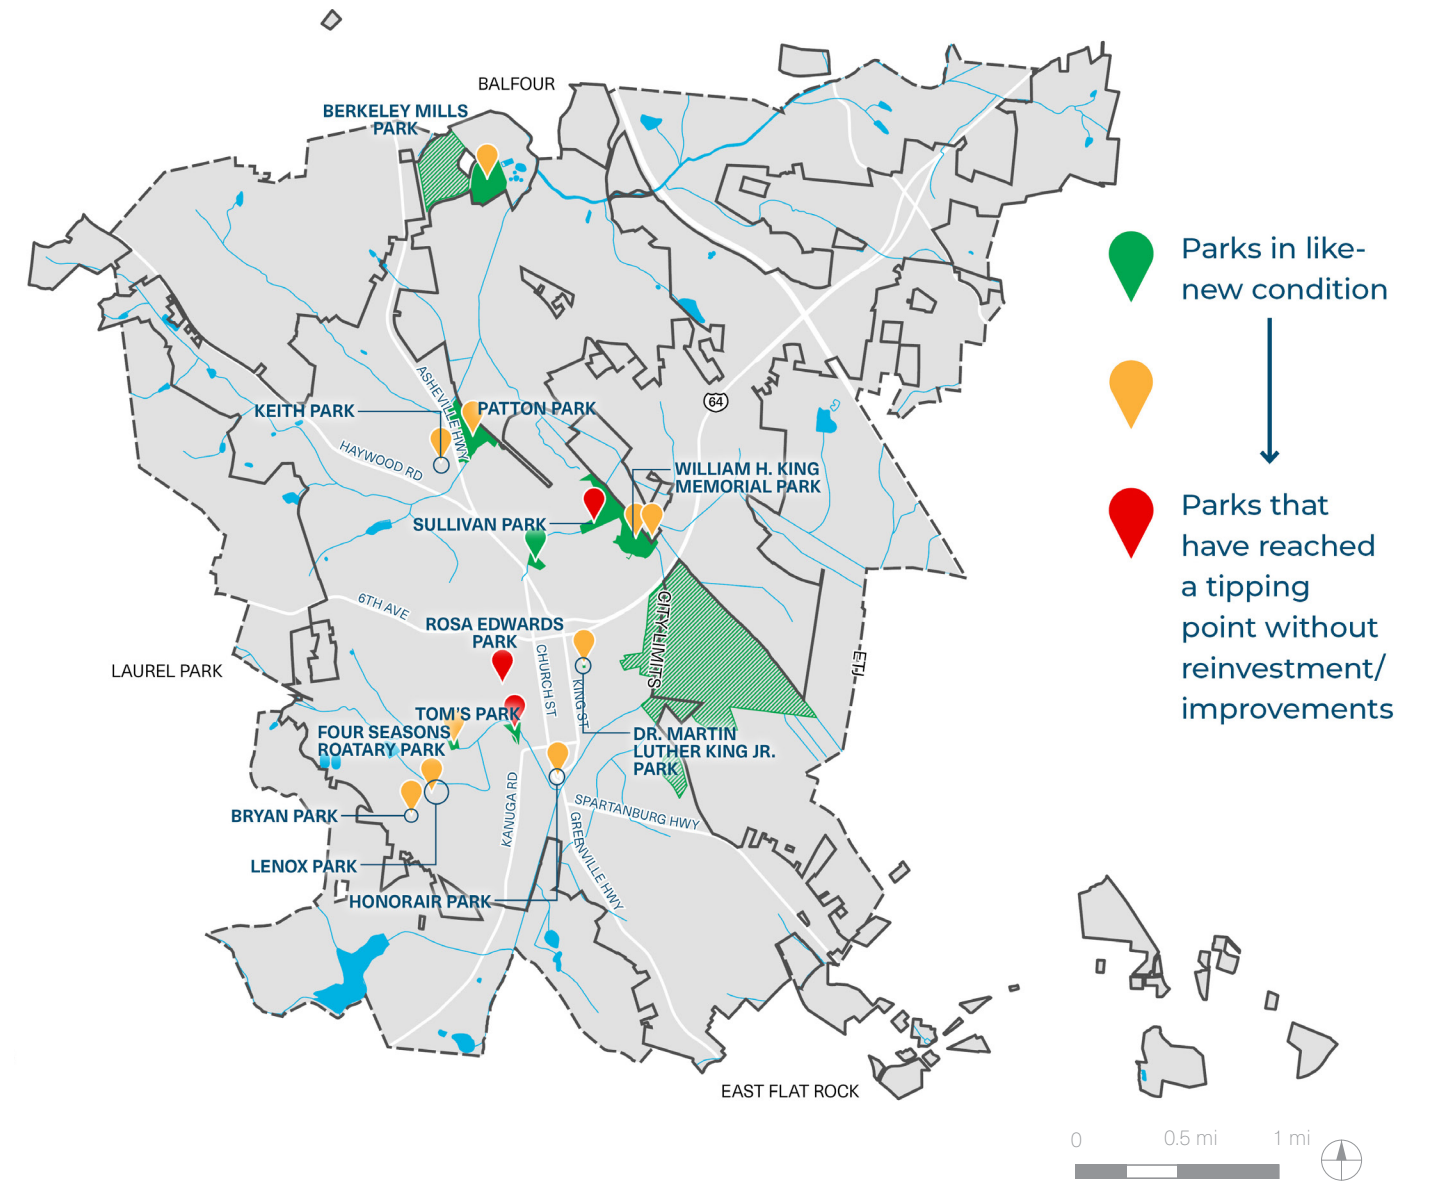 BALFOUR
BERKELEY MILLS
PARK
Parks in like-
new condition
ASHEVILLE HWY
64
KEITH PARK
PATTON PARK
HAYWOOD RD
WILLIAM H. KING
MEMORIAL PARK
SULLIVAN PARK
Parks that
have reached
a tipping
point without
reinvestment/
improvements
6TH AVE
CITY LIMITS
ROSA EDWARDS
PARK
LAUREL PARK
ETJ
CHURCH ST
KING ST
TOM'S PARK
FOUR SEASONS
ROATARY PARK
DR. MARTIN
LUTHER KING JR.
PARK
KANUGA RD
SPARTANBURG HWY
BRYAN PARK
GREENVILLE HWY
LENOX PARK
HONORAIR PARK
EAST FLAT ROCK
0 0.5 mi 1 mi